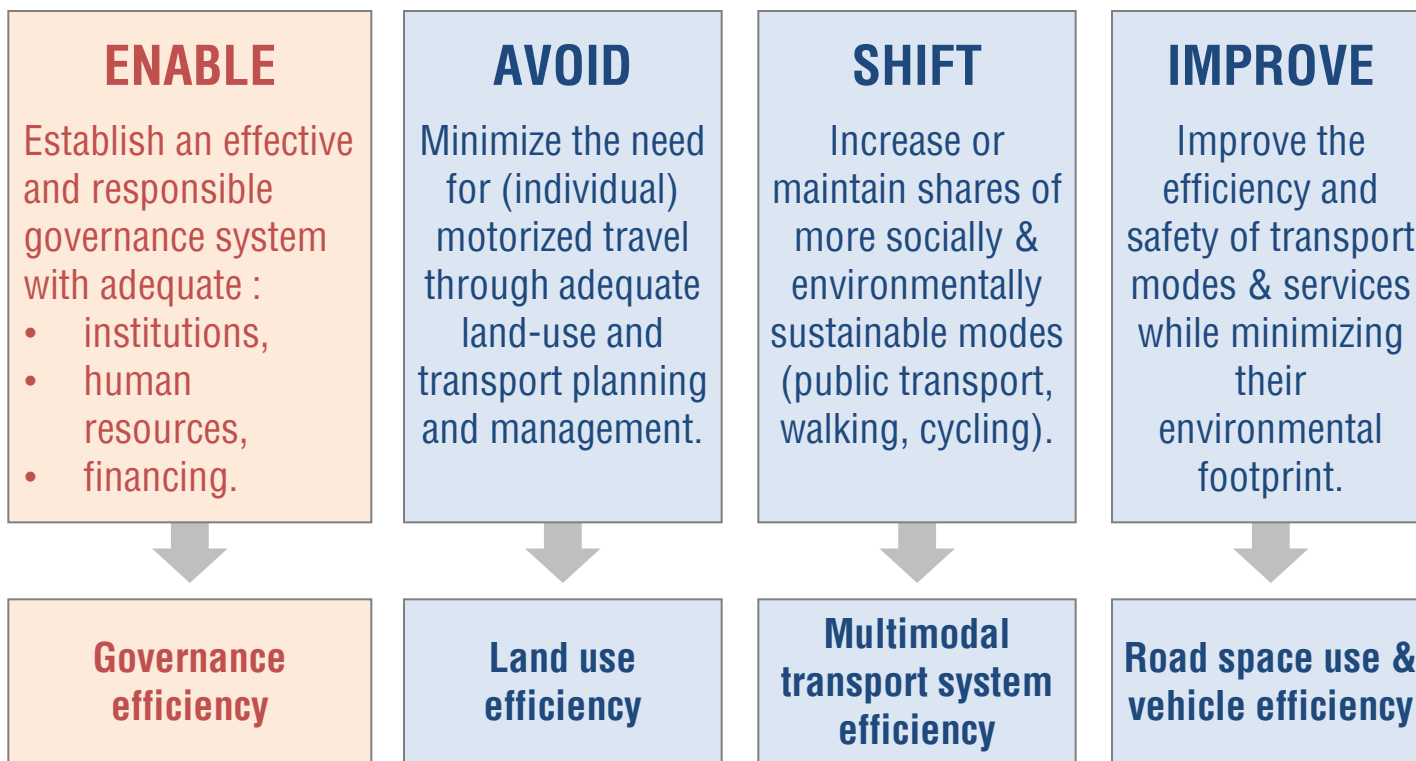 ENABLE
Establish an effective
and responsible
governance system
with adequate :
• institutions,
• human
resources,
• financing.
Governance
efficiency
AVOID
Minimize the need
for (individual)
motorized travel
through adequate
land-use and
transport planning
and management.
Land use
efficiency
SHIFT
Increase or
maintain shares of
more socially &
environmentally
sustainable modes
(public transport,
walking, cycling).
Multimodal
transport system
efficiency
IMPROVE
Improve the
efficiency and
safety of transport
modes & services
while minimizing
their
environmental
footprint.
Road space use &
vehicle efficiency